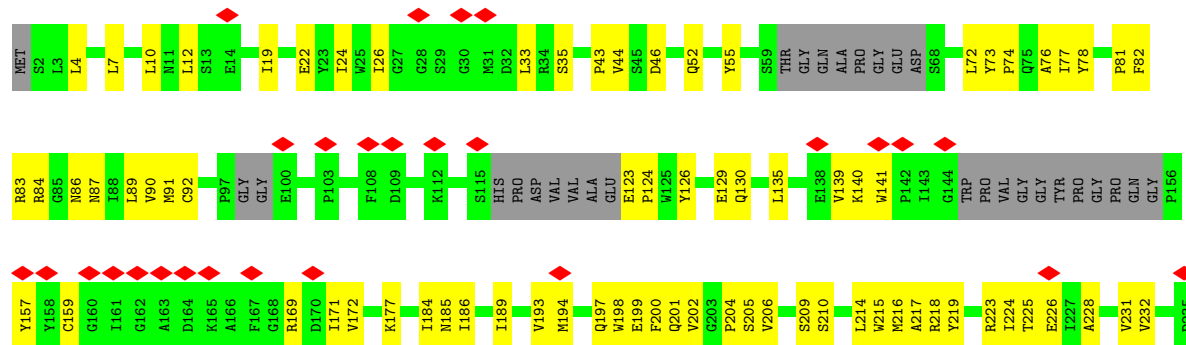 MET S2 L3 L4 L7 L10 N11 L12 S13 E14 I19 E22 Y23 I24 W25 I26 G27 G28 S29 G30 M31 D32 L33 R34 S35 P43 V44 S45 D46 Q52 Y55 S59 THR GLY GLN ALA PRO GLY GLU ASP S68 L72 Y73 P74 Q75 A76 I77 Y78 P81 F82
R83 R84 G85 N86 N87 I88 L89 V90 M91 C92 P97 GLY GLY E100 P103 F108 D109 K112 S115 HIS PRO ASP VAL VAL ALA GLU E123 P124 W125 Y126 E129 Q130 L135 E138 V139 K140 W141 P142 I143 G144 TRP PRO VAL GLY GLY TYR PRO GLY PRO GLN GLY P156
Y157 Y158 C159 G160 I161 G162 A163 D164 K165 A166 F167 G168 R169 D170 I171 V172 K177 I184 N185 I186 I189 V193 M194 Q197 W198 E199 F200 Q201 V202 G203 P204 S205 V206 S209 S210 L214 W215 M216 A217 R218 Y219 R223 I224 T225 E226 I227 A228 V231 V232